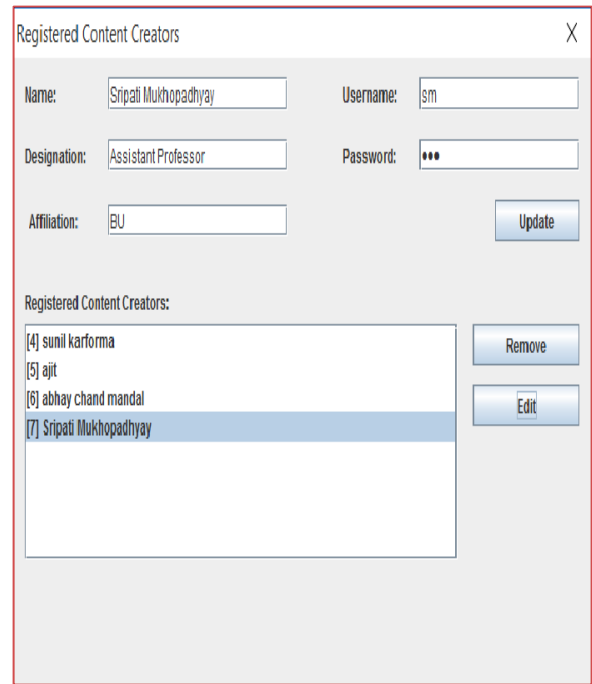 Registered Content Creators X
Name: Sripati Mukhopadhyay Username: sm
Designation: Assistant Professor Password: •••
Affiliation: BU Update
Registered Content Creators:
[4] sunil karforma
[5] ajit
[6] abhay chand mandal
[7] Sripati Mukhopadhyay
Remove
Edit